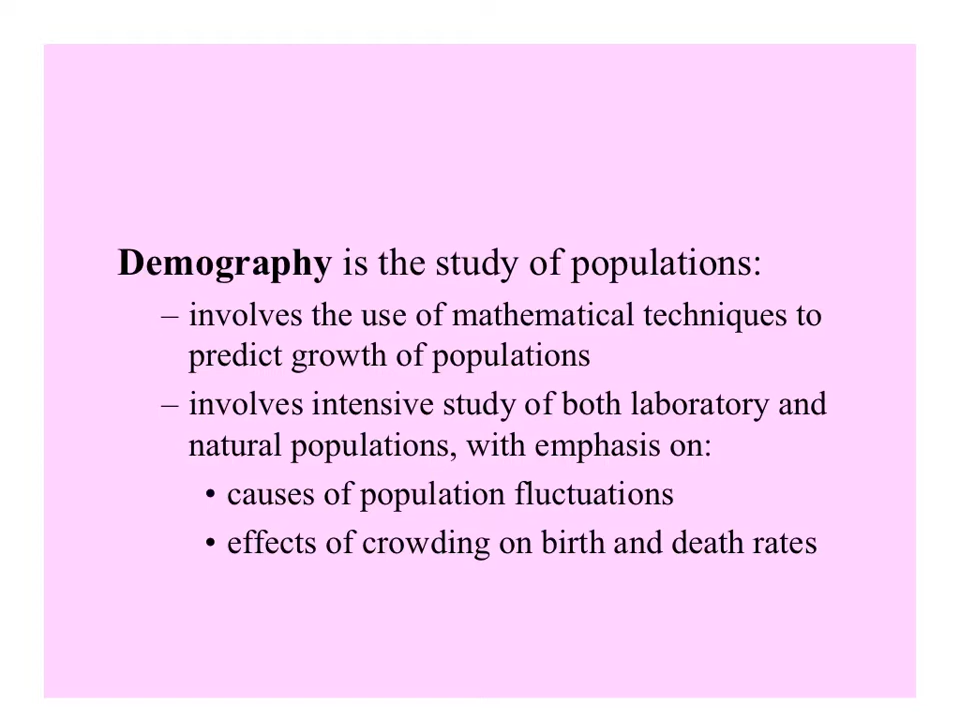 Demography is the study of populations:
– involves the use of mathematical techniques to
predict growth of populations
– involves intensive study of both laboratory and
natural populations, with emphasis on:
• causes of population fluctuations
• effects of crowding on birth and death rates